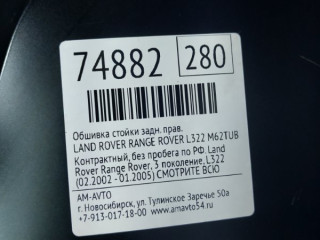 74882 280
Обшивка стойки задн. прав.
LAND ROVER RANGE ROVER L322 M62TUB
Контрактный, без пробега по РФ. Land
Rover Range Rover, 3 поколение, L322
(02.2002 - 01.2005) СМОТРИТЕ ВСЮ
АМ-АВТО
г. Новосибирск, ул. Тулинское Заречье 50а
+7-913-017-18-00 www.amavto54.ru